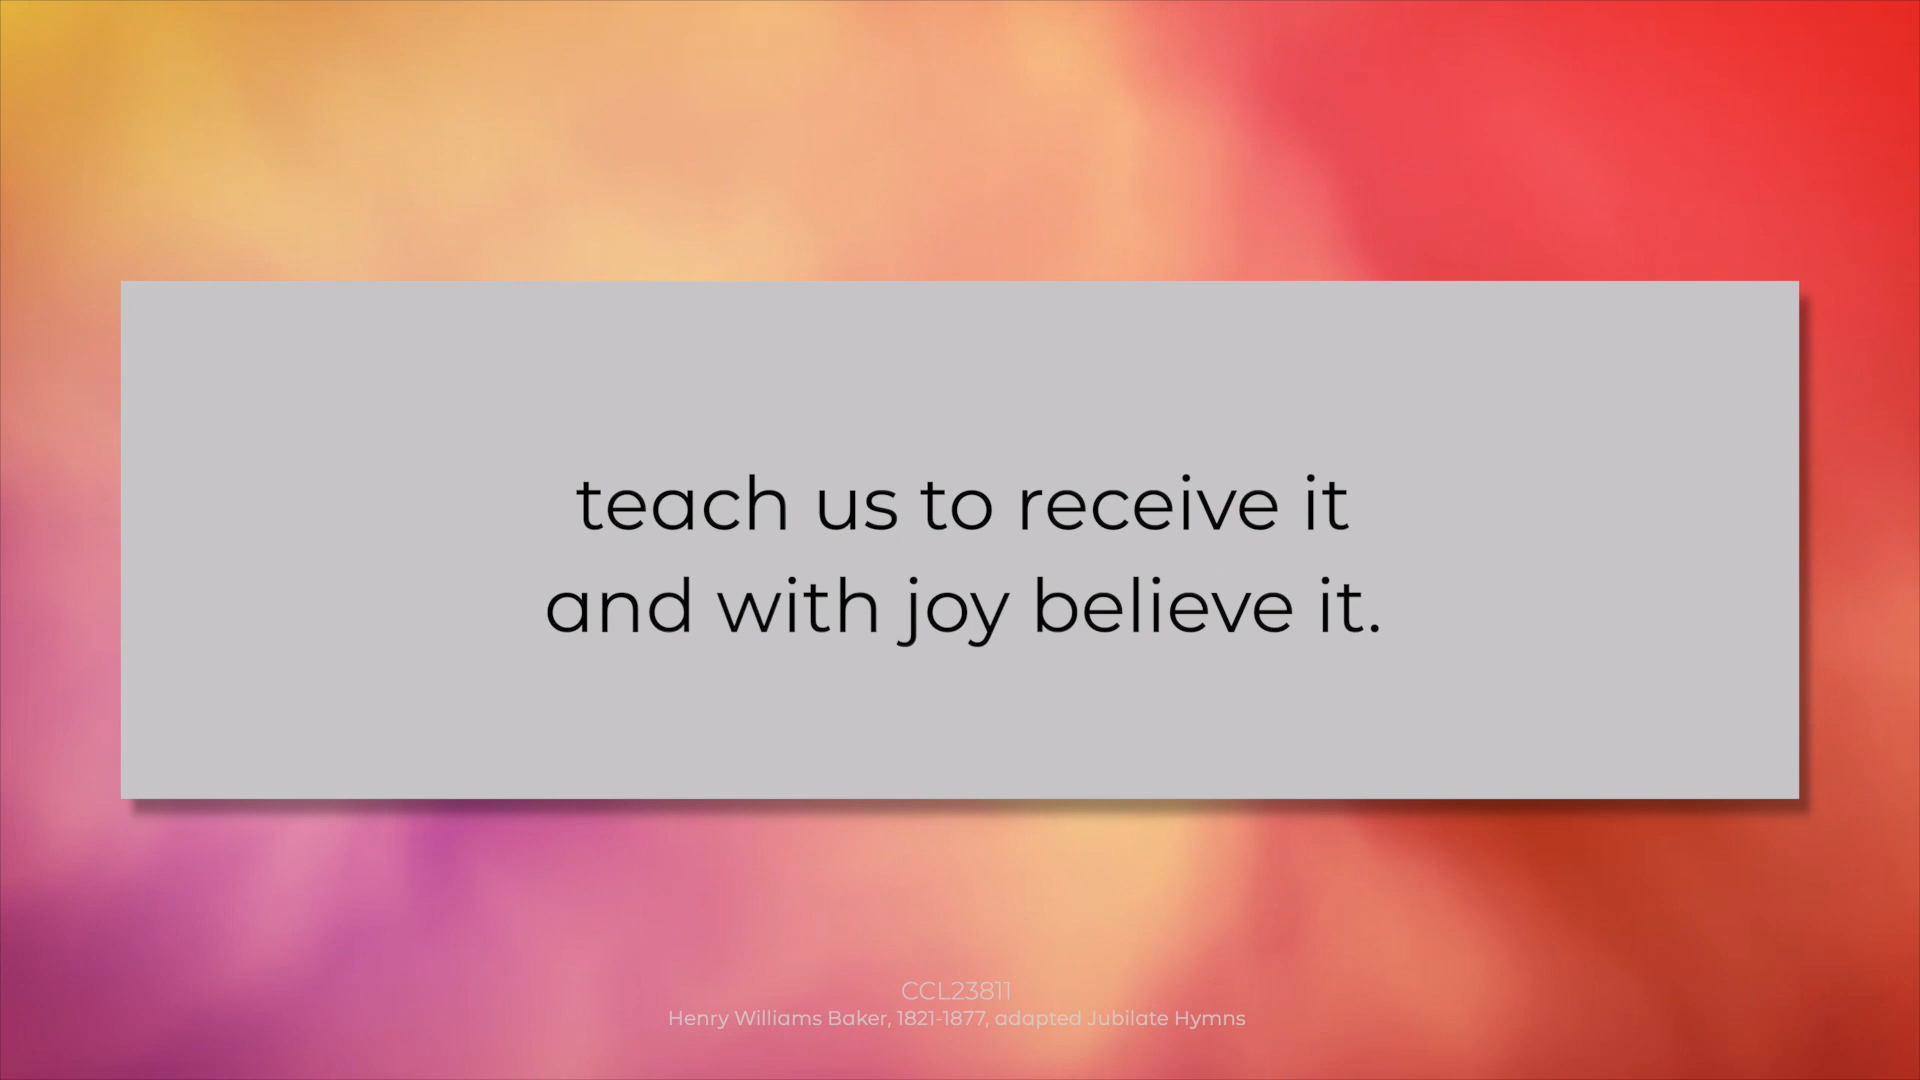 teach us to receive it
and with joy believe it.
CCL23811
Henry Williams Baker, 1821-1877, adapted Jubilate Hymns